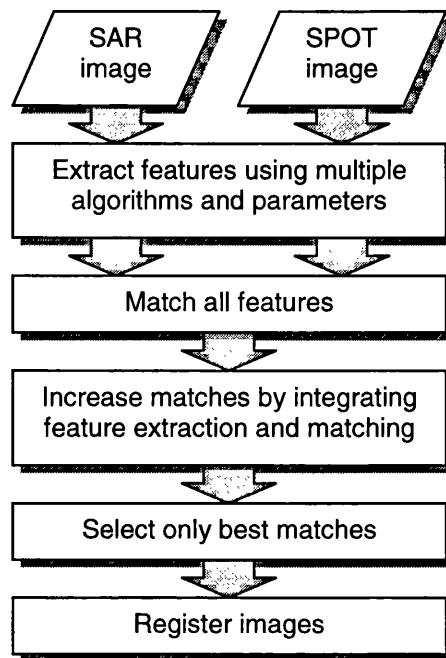 SAR
image
SPOT
image
Extract features using multiple
algorithms and parameters
Match all features
Increase matches by integrating
feature extraction and matching
Select only best matches
Register images